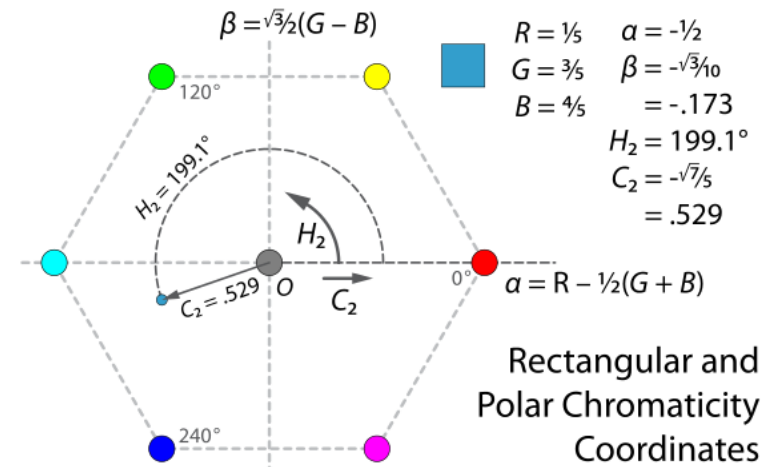 β = √3⁄2(G – B)
R = ⅕
G = ⅗
B = ⅘
α = -½
β = -√3⁄10
= -.173
H₂ = 199.1°
C₂ = -√7⁄5
= .529
120°
H₂ = 199.1°
H₂
0°
α = R – ½(G + B)
C₂ = .529
O
C₂
240°
Rectangular and
Polar Chromaticity
Coordinates